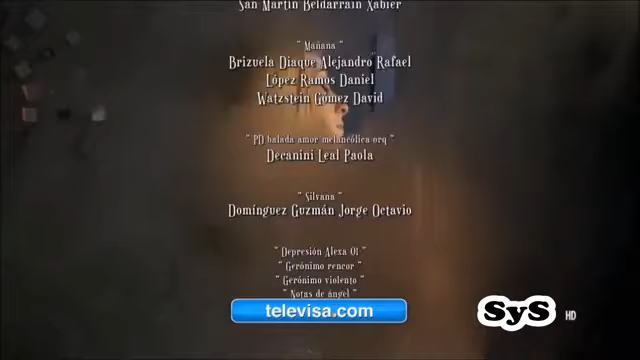 San Martín Beldarrain Xabier
" Mañana "
Brizuela Diaque Alejandro Rafael
López Ramos Daniel
Watzstein Gómez David
" PD balada amor melancólica orq "
Decanini Leal Paola
" Silvana "
Domínguez Guzmán Jorge Octavio
" Depresión Alexa 01 "
" Gerónimo rencor "
" Gerónimo violento "
" Notas de ángel "
televisa.com
SyS HD